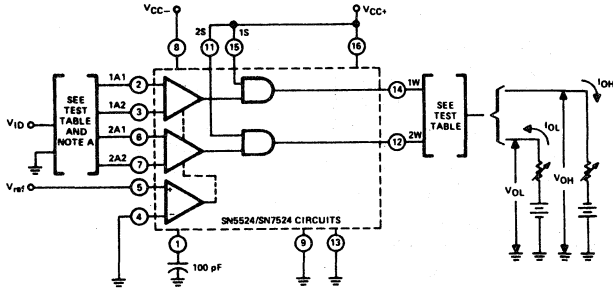 VCC−
VCC+
2S
1S
8
11
15
16
SEE
TEST
TABLE
AND
NOTE A
VID
Vref
1A1
1A2
2A1
2A2
2
3
6
7
5
4
+
−
SN5524/SN7524 CIRCUITS
1
100 pF
9
13
14
1W
12
2W
SEE
TEST
TABLE
IOL
IOH
VOL
VOH